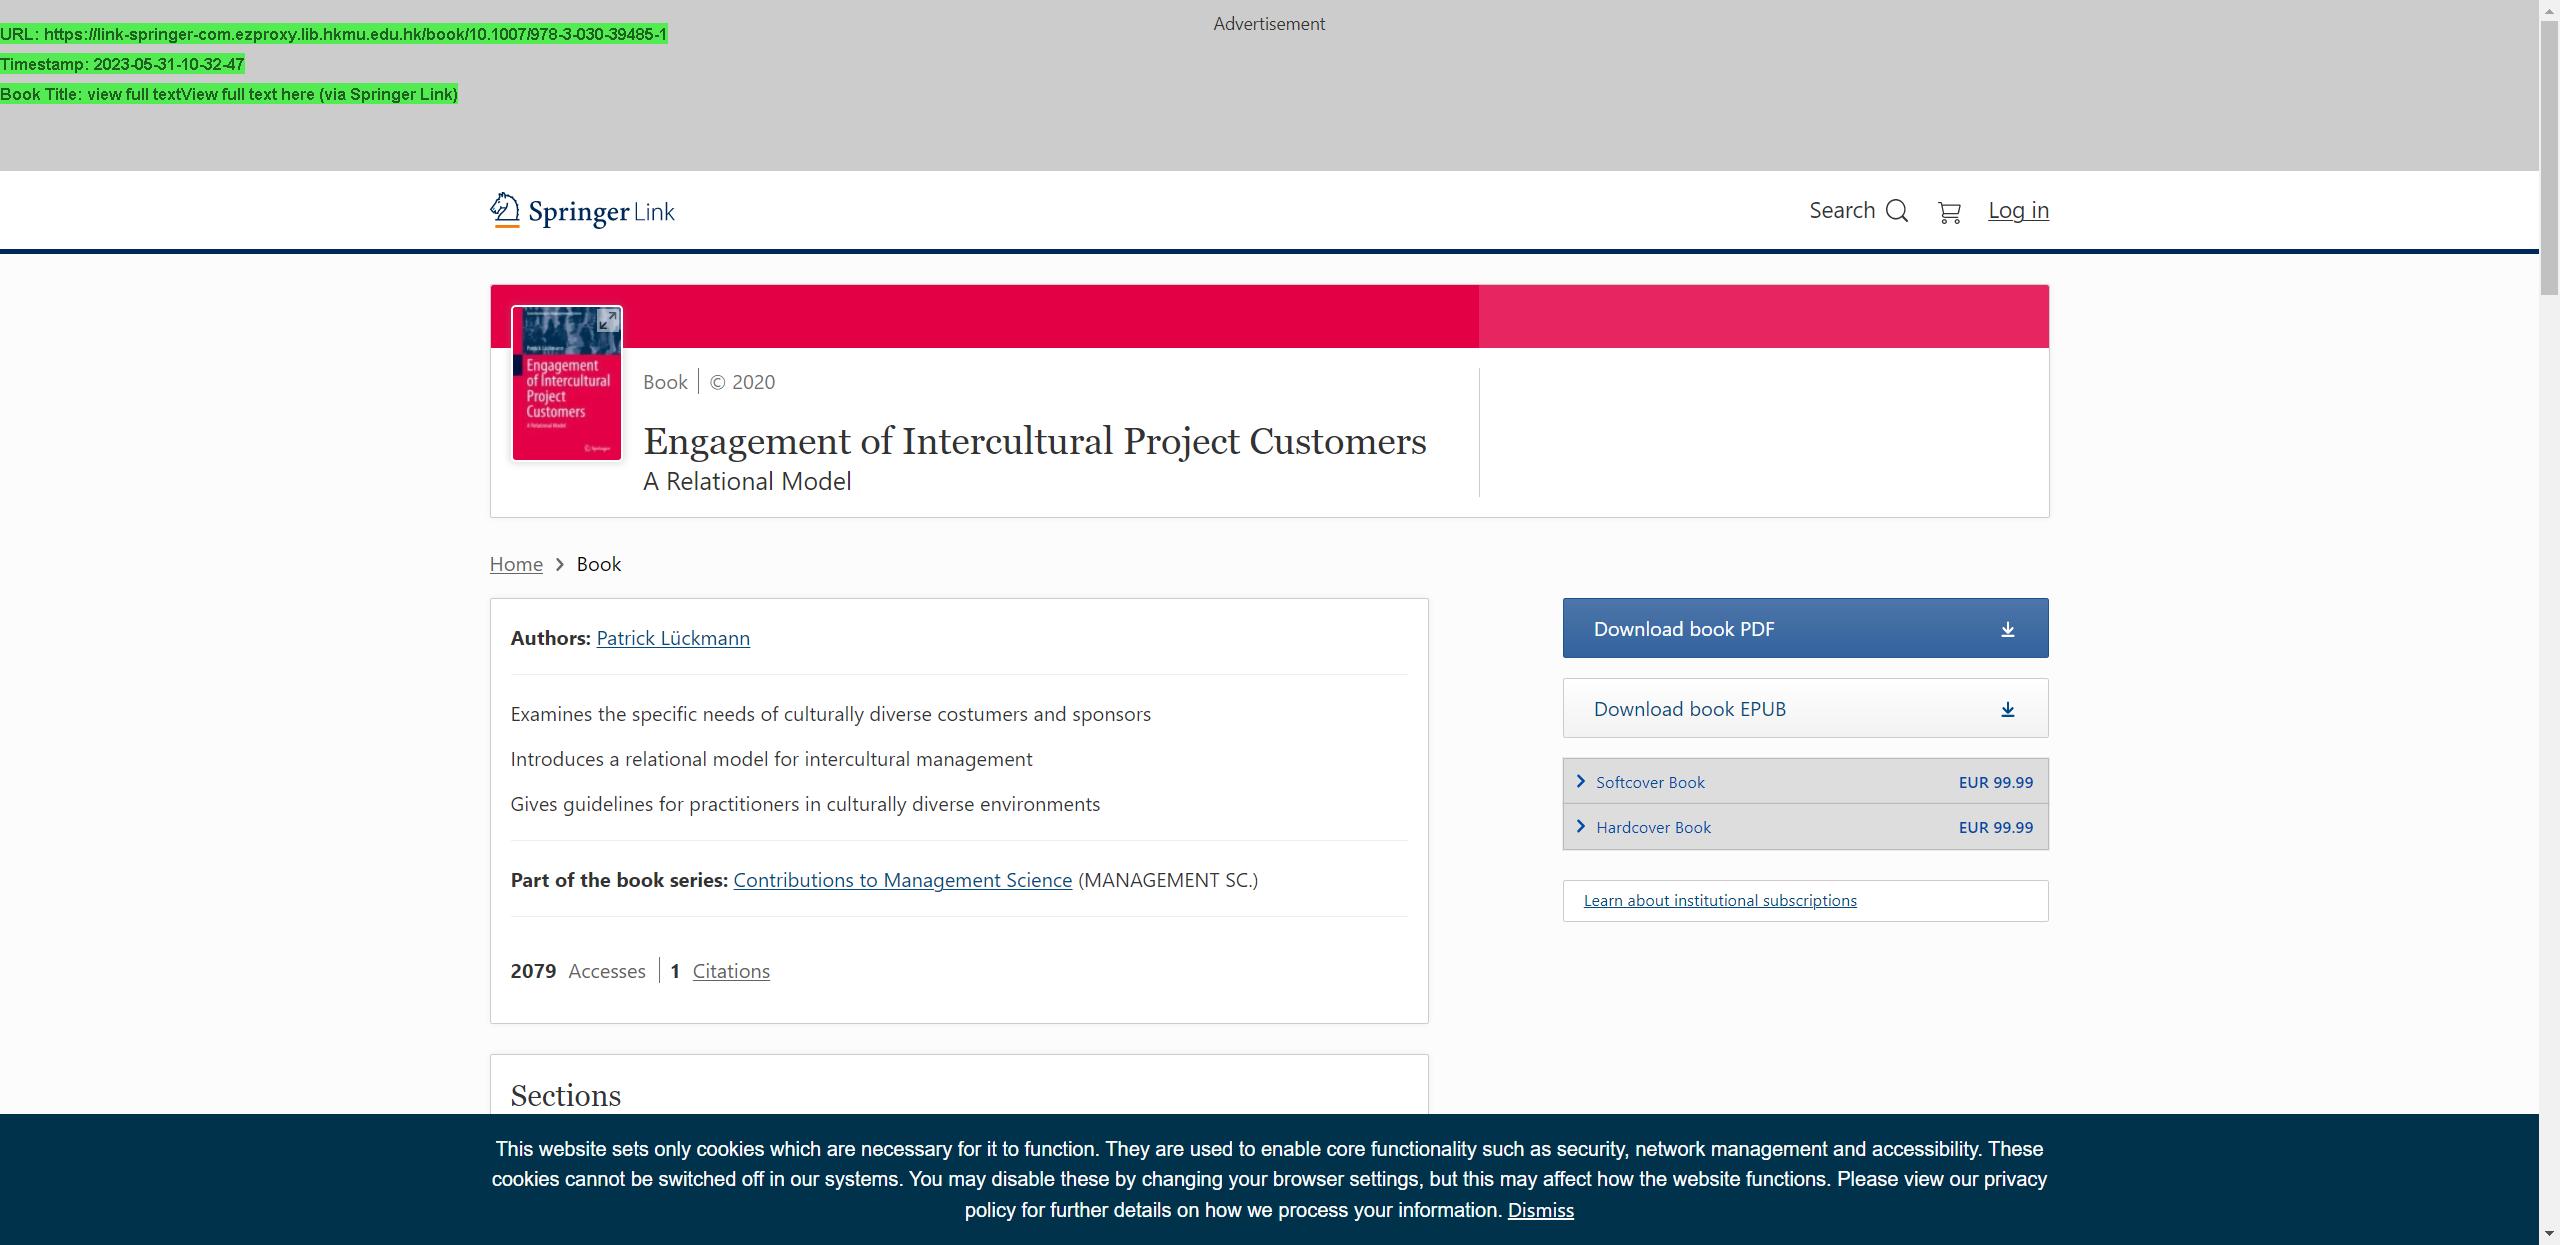 Advertisement
URL: https://link-springer-com.ezproxy.lib.hkmu.edu.hk/book/10.1007/978-3-030-39485-1
Timestamp: 2023-05-31-10-32-47
Book Title: view full textView full text here (via Springer Link)
Springer Link
Search
Log in
Patrick Lückmann
Engagement
of Intercultural
Project
Customers
A Relational Model
Springer
Book
© 2020
Engagement of Intercultural Project Customers
A Relational Model
Home > Book
Authors: Patrick Lückmann
Examines the specific needs of culturally diverse costumers and sponsors
Introduces a relational model for intercultural management
Gives guidelines for practitioners in culturally diverse environments
Part of the book series: Contributions to Management Science (MANAGEMENT SC.)
2079 Accesses
1 Citations
Sections
Download book PDF
Download book EPUB
Softcover Book EUR 99.99
Hardcover Book EUR 99.99
Learn about institutional subscriptions
This website sets only cookies which are necessary for it to function. They are used to enable core functionality such as security, network management and accessibility. These
cookies cannot be switched off in our systems. You may disable these by changing your browser settings, but this may affect how the website functions. Please view our privacy
policy for further details on how we process your information. Dismiss